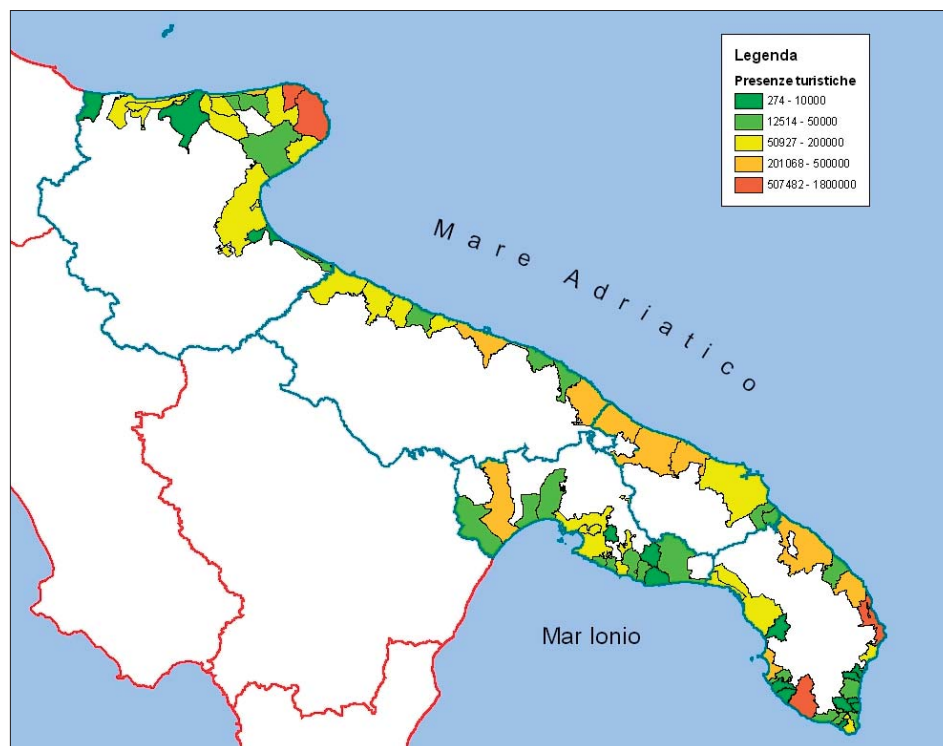 Legenda
Presenze turistiche
274 - 10000
12514 - 50000
50927 - 200000
201068 - 500000
507482 - 1800000
Mare Adriatico
Mar Ionio